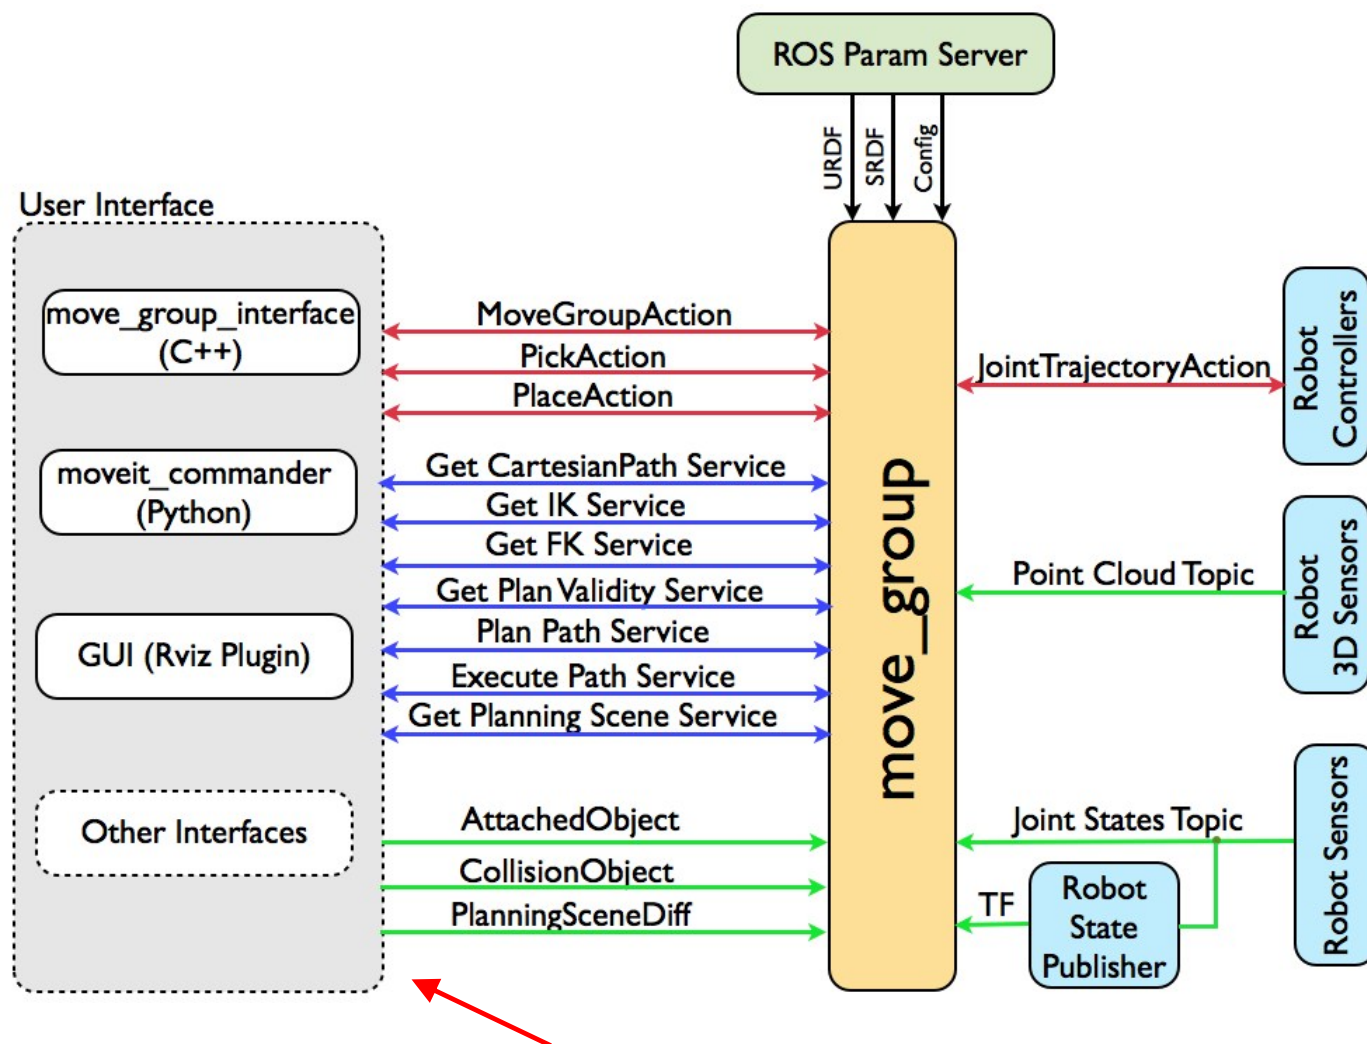 ROS Param Server
URDF
SRDF
Config
User Interface
move_group_interface
(C++)
moveit_commander
(Python)
GUI (Rviz Plugin)
Other Interfaces
MoveGroupAction
PickAction
PlaceAction
Get CartesianPath Service
Get IK Service
Get FK Service
Get Plan Validity Service
Plan Path Service
Execute Path Service
Get Planning Scene Service
AttachedObject
CollisionObject
PlanningSceneDiff
move_group
JointTrajectoryAction
Robot
Controllers
Point Cloud Topic
Robot
3D Sensors
Joint States Topic
Robot Sensors
TF
Robot
State
Publisher